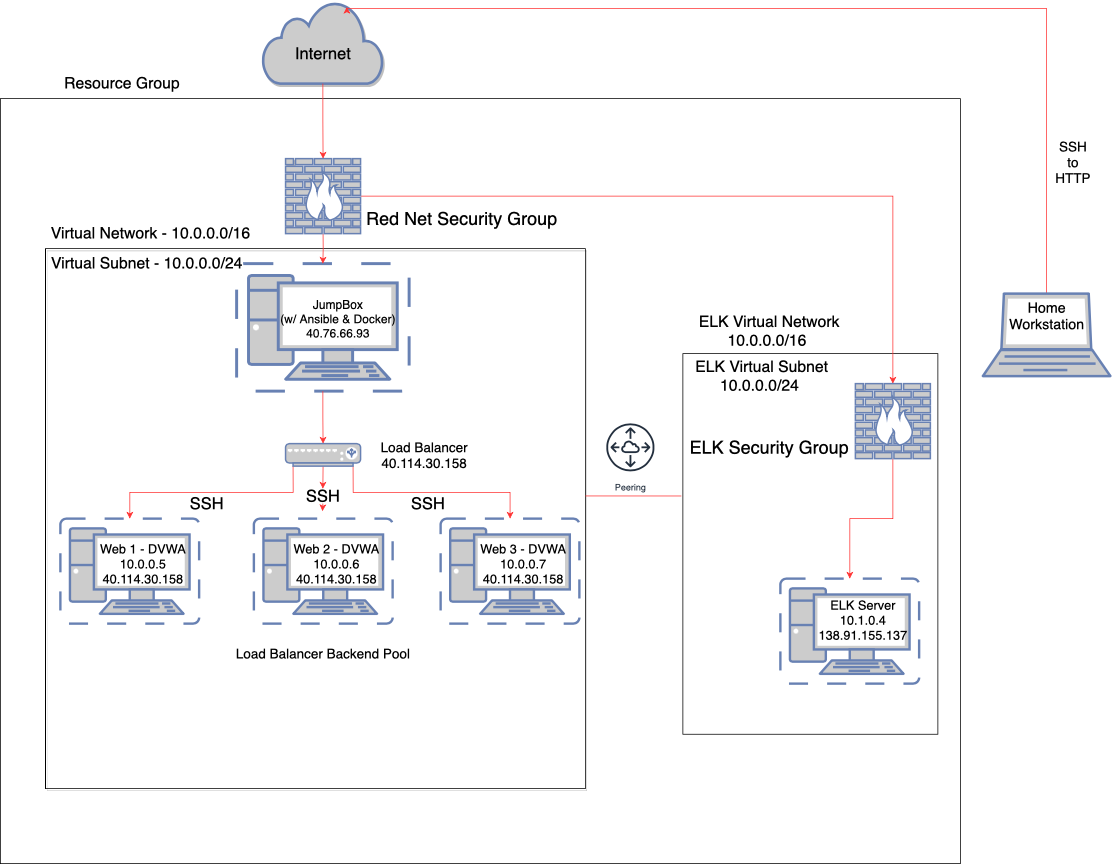 Internet
Resource Group
SSH
to
HTTP
Red Net Security Group
Virtual Network - 10.0.0.0/16
Virtual Subnet - 10.0.0.0/24
JumpBox
(w/ Ansible & Docker)
40.76.66.93
Home
Workstation
ELK Virtual Network
10.0.0.0/16
ELK Virtual Subnet
10.0.0.0/24
ELK Security Group
Load Balancer
40.114.30.158
Peering
SSH
SSH
SSH
Web 1 - DVWA
10.0.0.5
40.114.30.158
Web 2 - DVWA
10.0.0.6
40.114.30.158
Web 3 - DVWA
10.0.0.7
40.114.30.158
ELK Server
10.1.0.4
138.91.155.137
Load Balancer Backend Pool